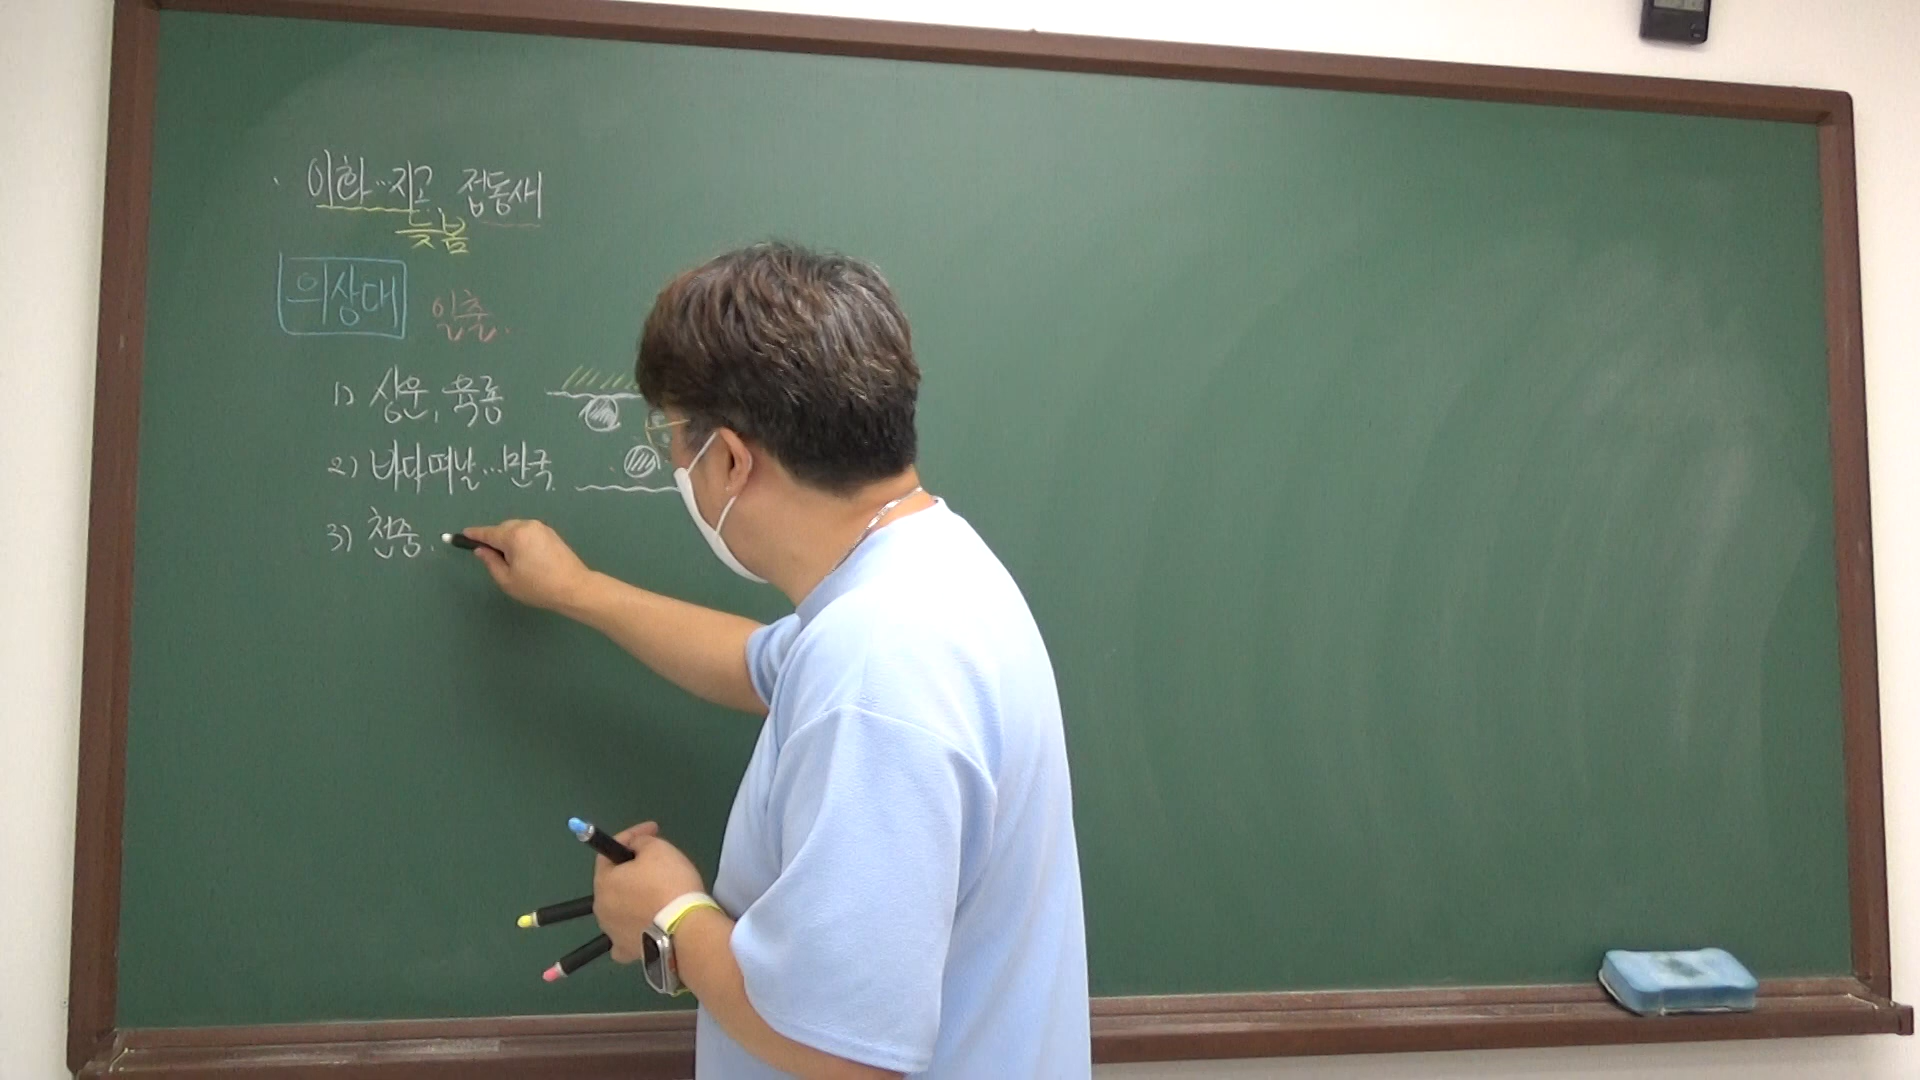 · 이화…지고, 접동새
늦봄
의상대 일출.
1) 상운, 육룡
2) 바다 떠날…만국
3) 천중.